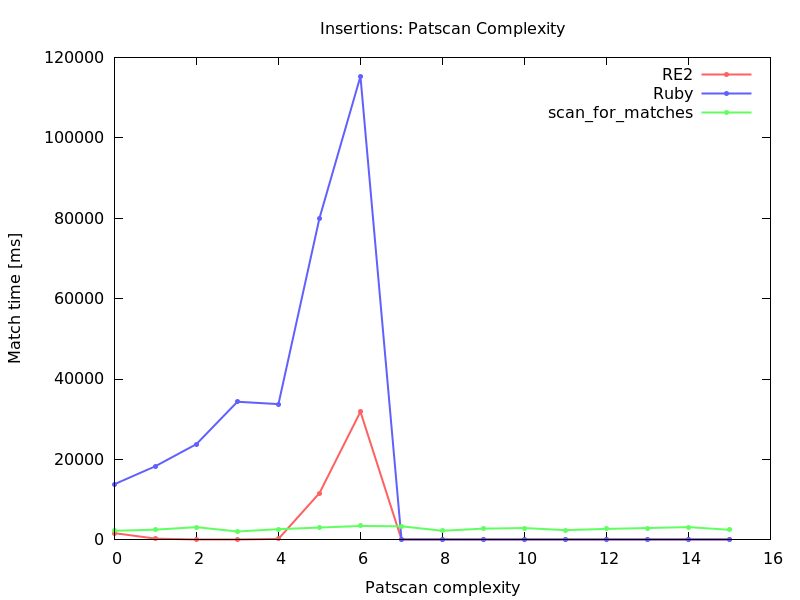 Insertions: Patscan Complexity
RE2
Ruby
scan_for_matches
120000
100000
80000
60000
40000
20000
0
Match time [ms]
0 2 4 6 8 10 12 14 16
Patscan complexity